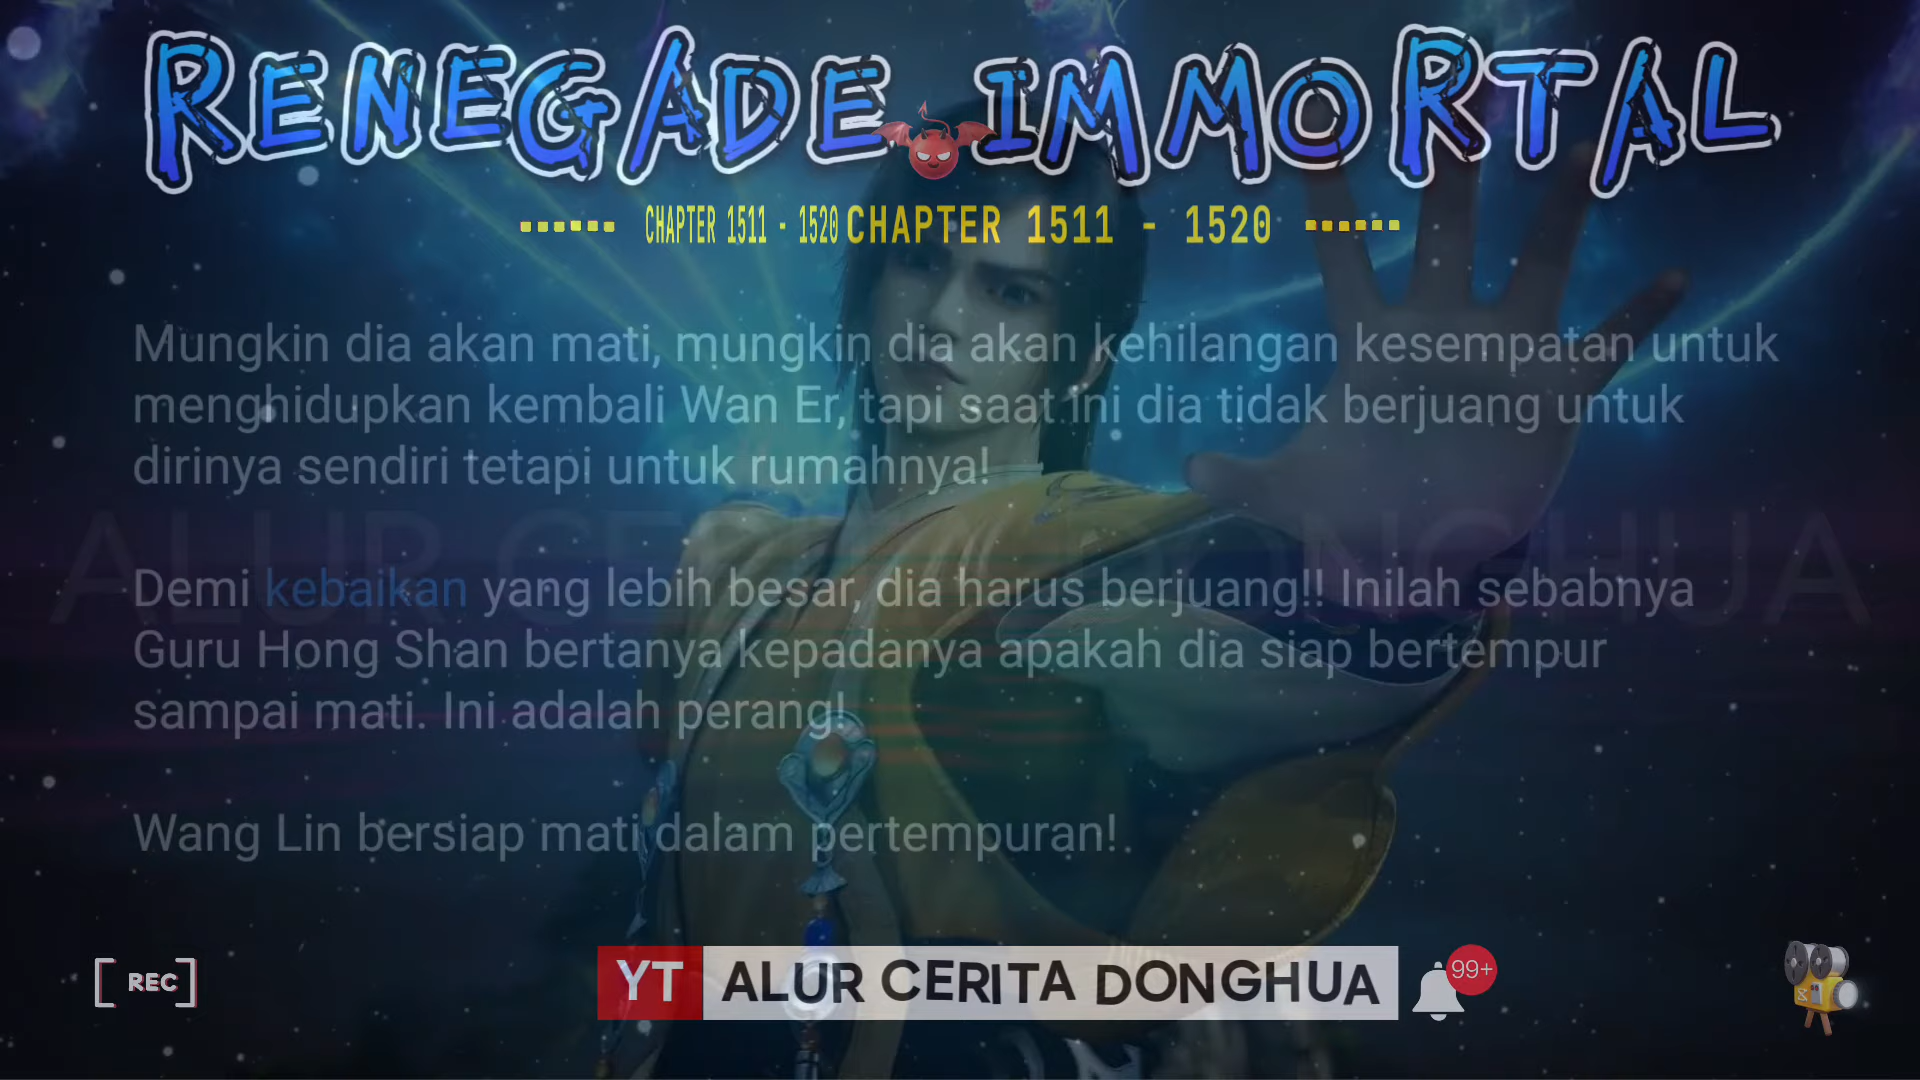 RENEGADE IMMORTAL
CHAPTER 1511 - 1520 CHAPTER 1511 - 1520
Mungkin dia akan mati, mungkin dia akan kehilangan kesempatan untuk
menghidupkan kembali Wan Er, tapi saat ini dia tidak berjuang untuk
dirinya sendiri tetapi untuk rumahnya!
ALUR CERITA DONGHUA
Demi kebaikan yang lebih besar, dia harus berjuang!! Inilah sebabnya
Guru Hong Shan bertanya kepadanya apakah dia siap bertempur
sampai mati. Ini adalah perang!
Wang Lin bersiap mati dalam pertempuran!
[ REC ]
YT ALUR CERITA DONGHUA
99+